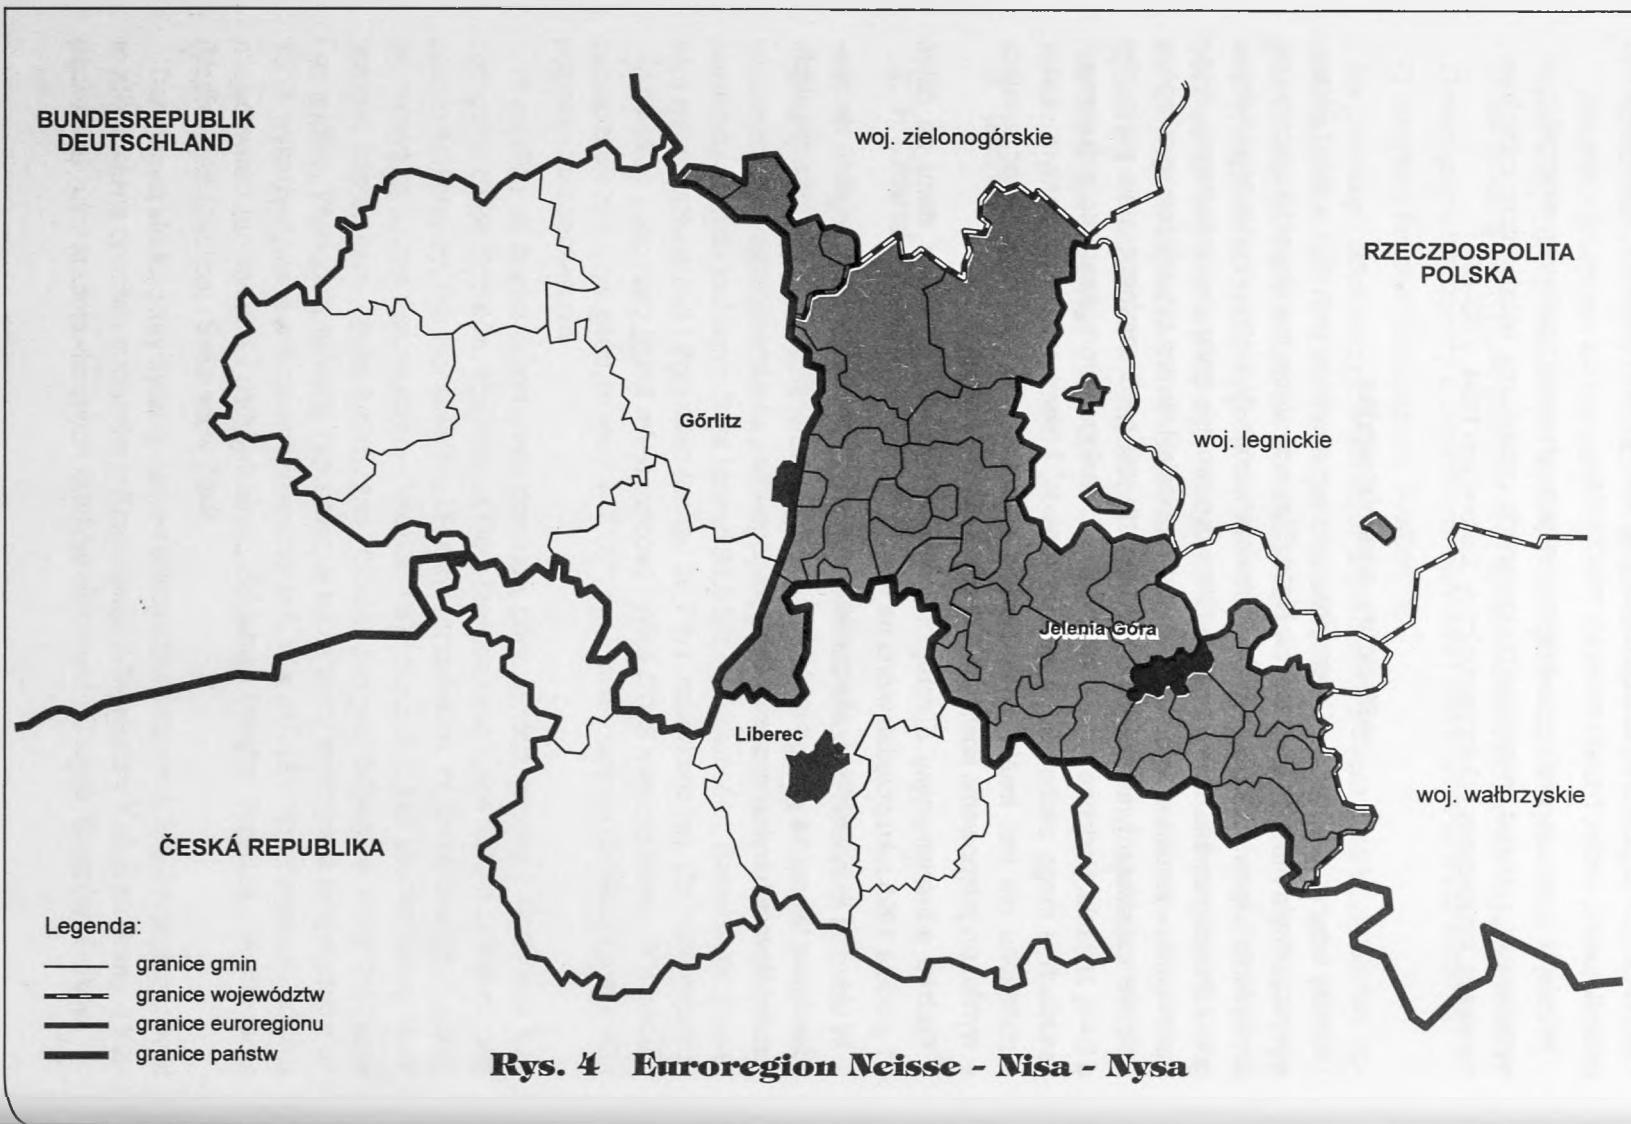 BUNDESREPUBLIK
DEUTSCHLAND
woj. zielonogórskie
RZECZPOSPOLITA
POLSKA
Gőrlitz
woj. legnickie
Jelenia Góra
Liberec
woj. wałbrzyskie
ČESKÁ REPUBLIKA
Legenda:
granice gmin
granice województw
granice euroregionu
granice państw
Rys. 4 Euroregion Neisse - Nisa - Nysa